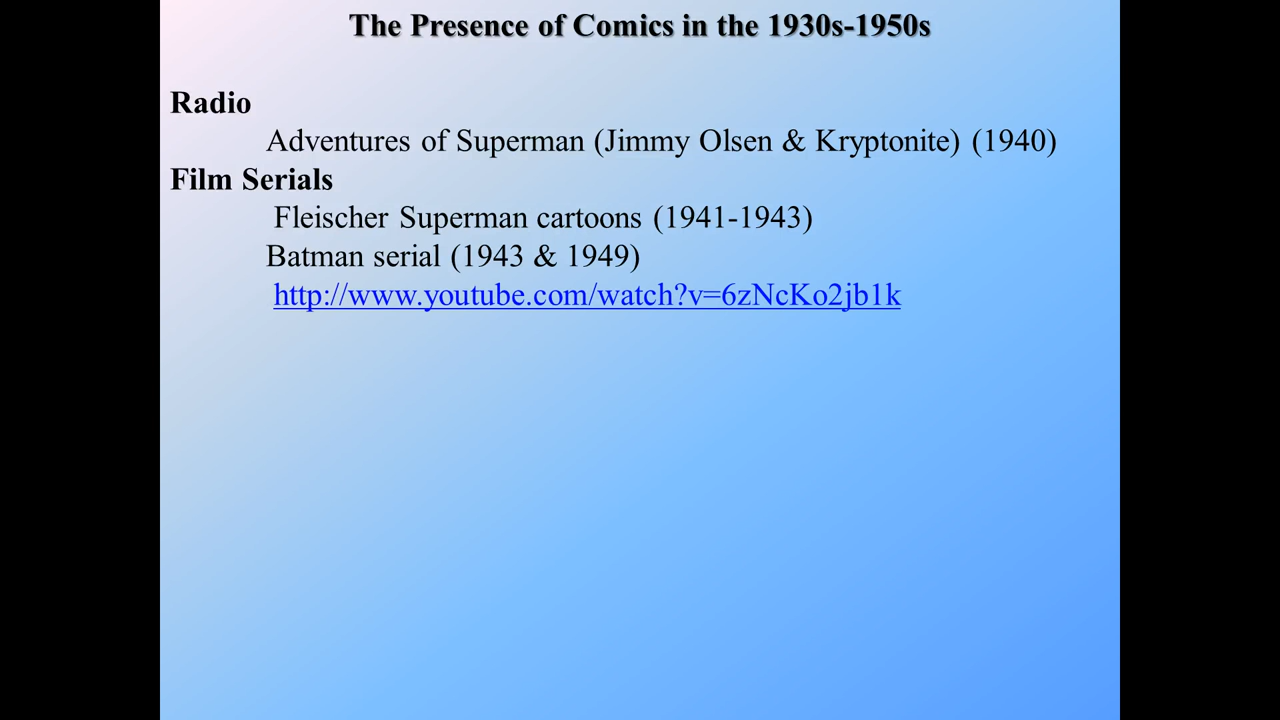 The Presence of Comics in the 1930s-1950s
Radio
Adventures of Superman (Jimmy Olsen & Kryptonite) (1940)
Film Serials
Fleischer Superman cartoons (1941-1943)
Batman serial (1943 & 1949)
http://www.youtube.com/watch?v=6zNcKo2jb1k